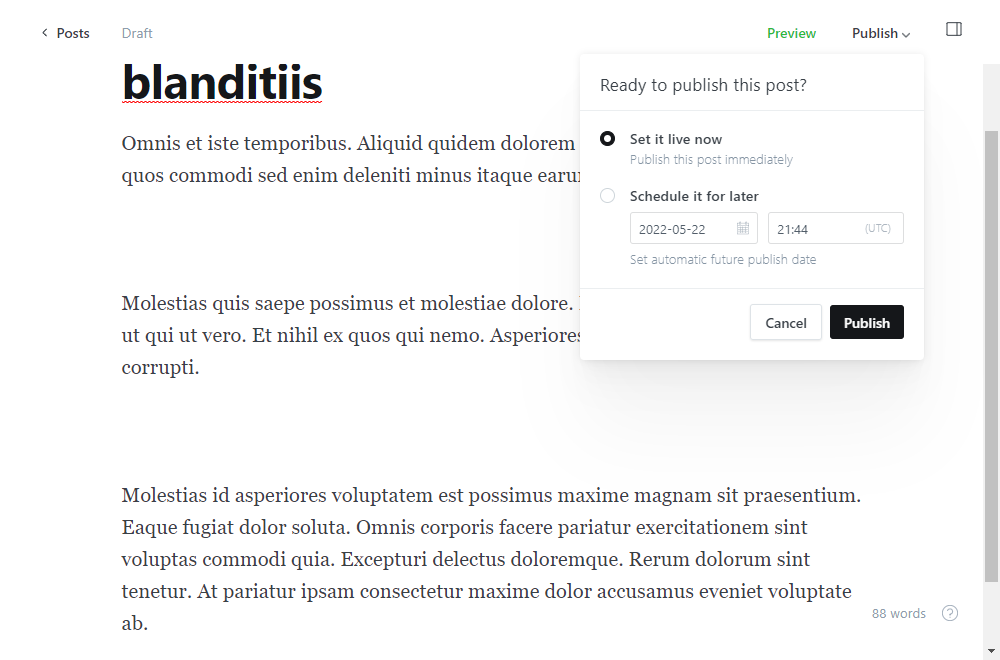 Posts
Draft
Preview
Publish
blanditiis
Ready to publish this post?
Set it live now
Publish this post immediately
Schedule it for later
2022-05-22
21:44
(UTC)
Set automatic future publish date
Cancel
Publish
Omnis et iste temporibus. Aliquid quidem dolorem
quos commodi sed enim deleniti minus itaque
Molestias quis saepe possimus et molestiae dolore.
ut qui ut vero. Et nihil ex quos qui nemo. Asperiores
corrupti.
Molestias id asperiores voluptatem est possimus maxime magnam sit praesentium.
Eaque fugiat dolor soluta. Omnis corporis facere pariatur exercitationem sint
voluptas commodi quia. Excepturi delectus doloremque. Rerum dolorum sint
tenetur. At pariatur ipsam consectetur maxime dolor accusamus eveniet voluptate
ab.
88 words
?